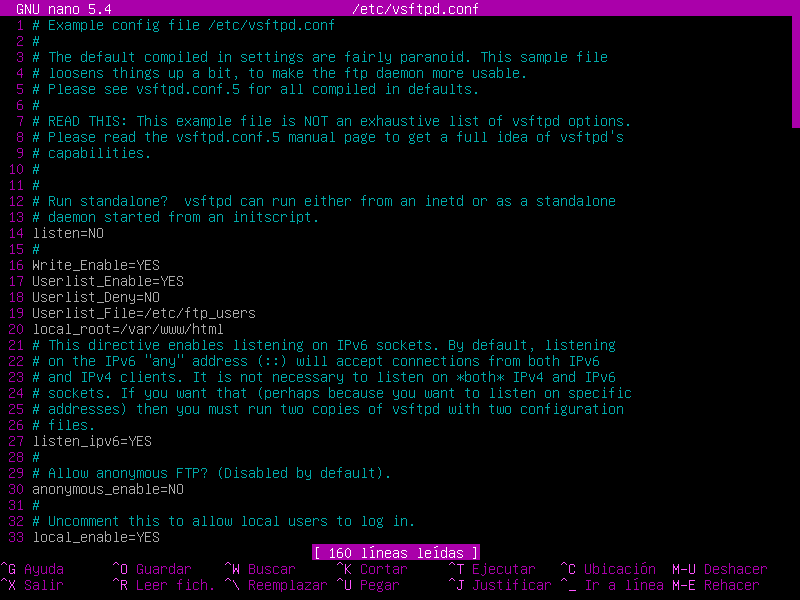 GNU nano 5.4 /etc/vsftpd.conf
1 # Example config file /etc/vsftpd.conf
2 #
3 # The default compiled in settings are fairly paranoid. This sample file
4 # loosens things up a bit, to make the ftp daemon more usable.
5 # Please see vsftpd.conf.5 for all compiled in defaults.
6 #
7 # READ THIS: This example file is NOT an exhaustive list of vsftpd options.
8 # Please read the vsftpd.conf.5 manual page to get a full idea of vsftpd's
9 # capabilities.
10 #
11 #
12 # Run standalone?  vsftpd can run either from an inetd or as a standalone
13 # daemon started from an initscript.
14 listen=NO
15 #
16 Write_Enable=YES
17 Userlist_Enable=YES
18 Userlist_Deny=NO
19 Userlist_File=/etc/ftp_users
20 local_root=/var/www/html
21 # This directive enables listening on IPv6 sockets. By default, listening
22 # on the IPv6 "any" address (::) will accept connections from both IPv6
23 # and IPv4 clients. It is not necessary to listen on *both* IPv4 and IPv6
24 # sockets. If you want that (perhaps because you want to listen on specific
25 # addresses) then you must run two copies of vsftpd with two configuration
26 # files.
27 listen_ipv6=YES
28 #
29 # Allow anonymous FTP? (Disabled by default).
30 anonymous_enable=NO
31 #
32 # Uncomment this to allow local users to log in.
33 local_enable=YES
[ 160 líneas leídas ]
^G Ayuda ^O Guardar ^W Buscar ^K Cortar ^T Ejecutar ^C Ubicación M-U Deshacer
^X Salir ^R Leer fich. ^\ Reemplazar ^U Pegar ^J Justificar ^_ Ir a línea M-E Rehacer